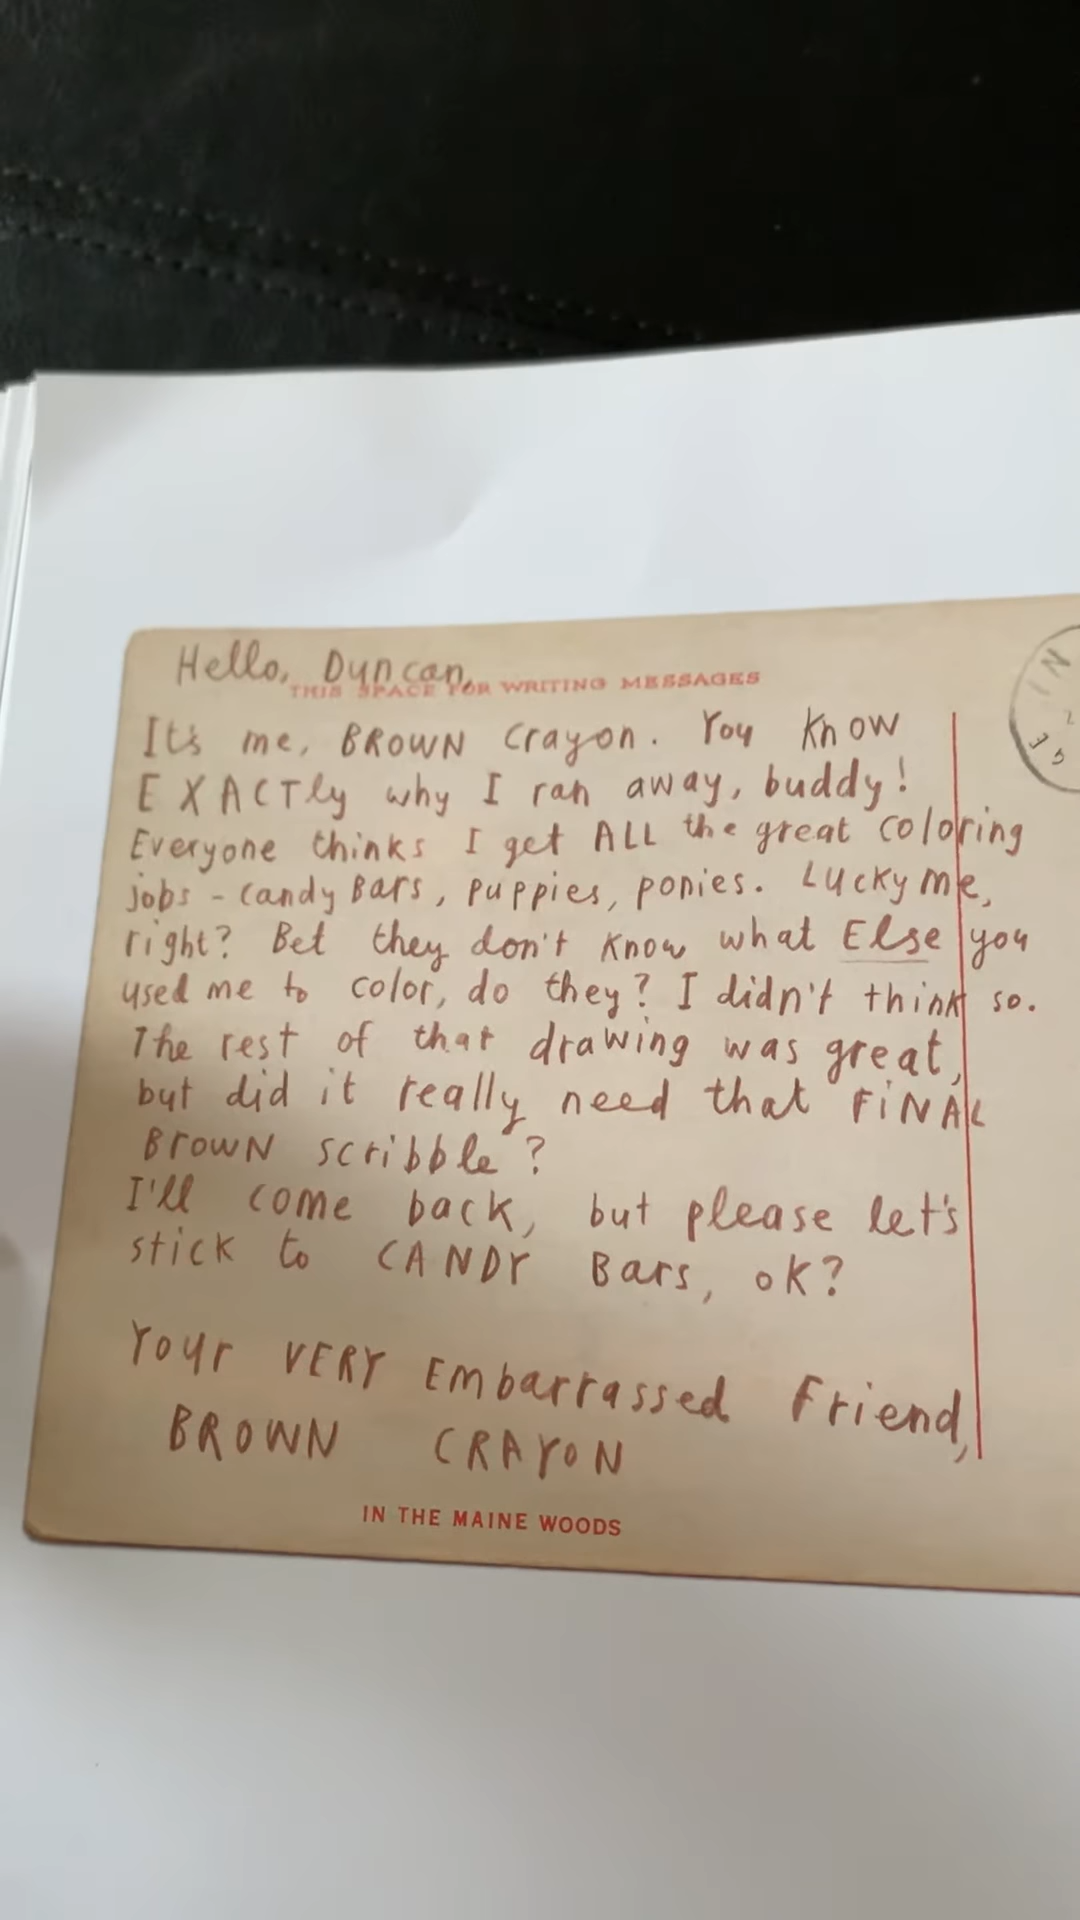 Hello, Duncan,
THIS SPACE FOR WRITING MESSAGES
It's me, BROWN Crayon. You Know
EXACTly why I ran away, buddy!
Everyone thinks I get ALL the great coloring
jobs - candy Bars, puppies, ponies. Lucky me,
right? Bet they don't know what Else you
used me to color, do they? I didn't think so.
The rest of that drawing was great,
but did it really need that FiNAL
BrowN scribble?
I'll come back, but please let's
stick to CANDY Bars, oK?
Your VERY Embarrassed Friend,
BROWN CRAYON
IN THE MAINE WOODS